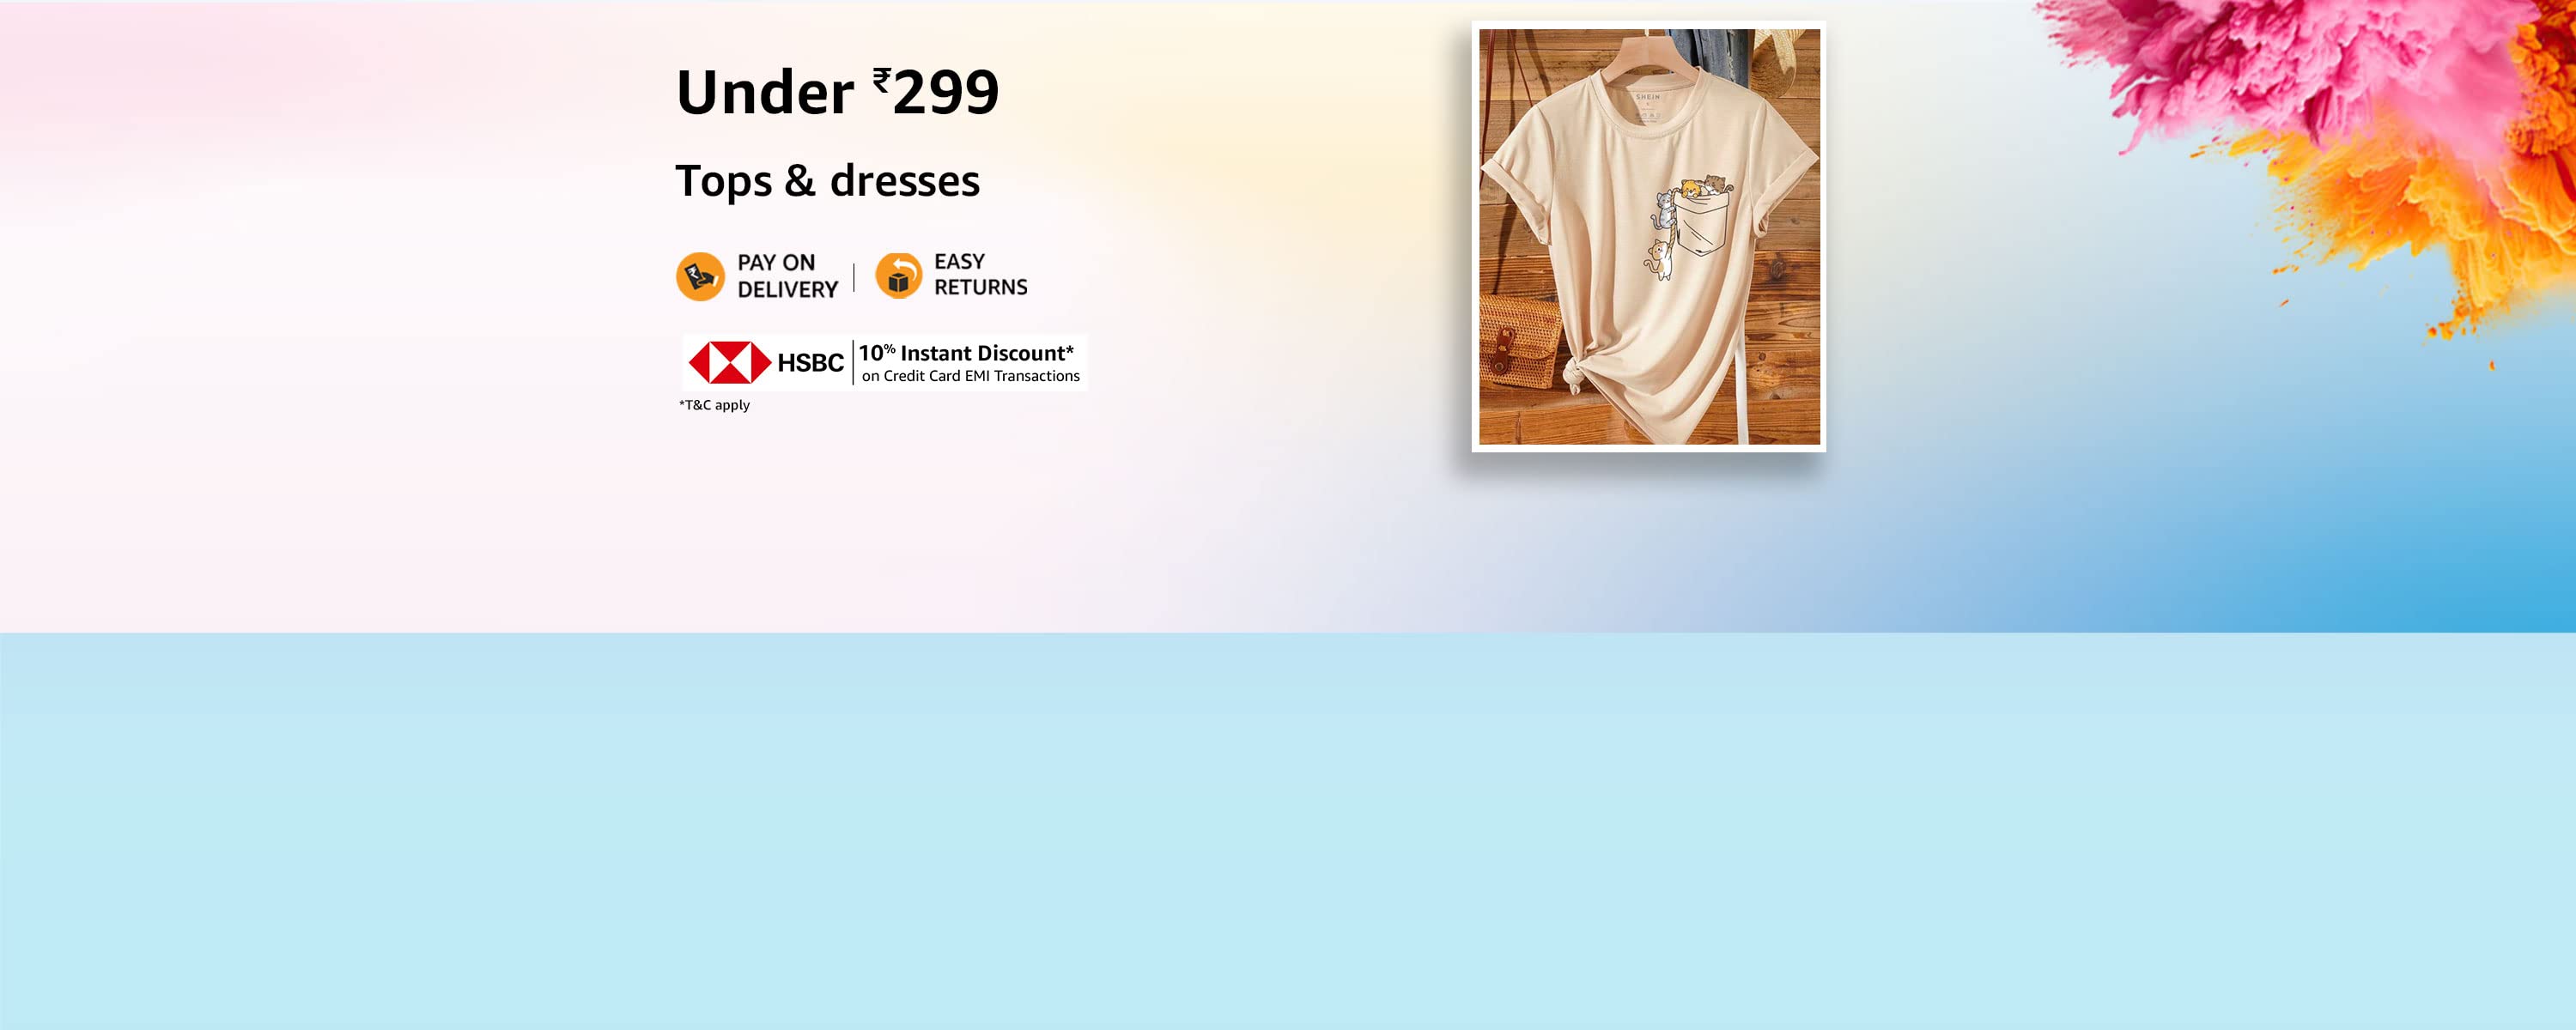 Under ₹299
Tops & dresses
PAY ON
DELIVERY
EASY
RETURNS
HSBC
10% Instant Discount*
on Credit Card EMI Transactions
*T&C apply
SHEIN